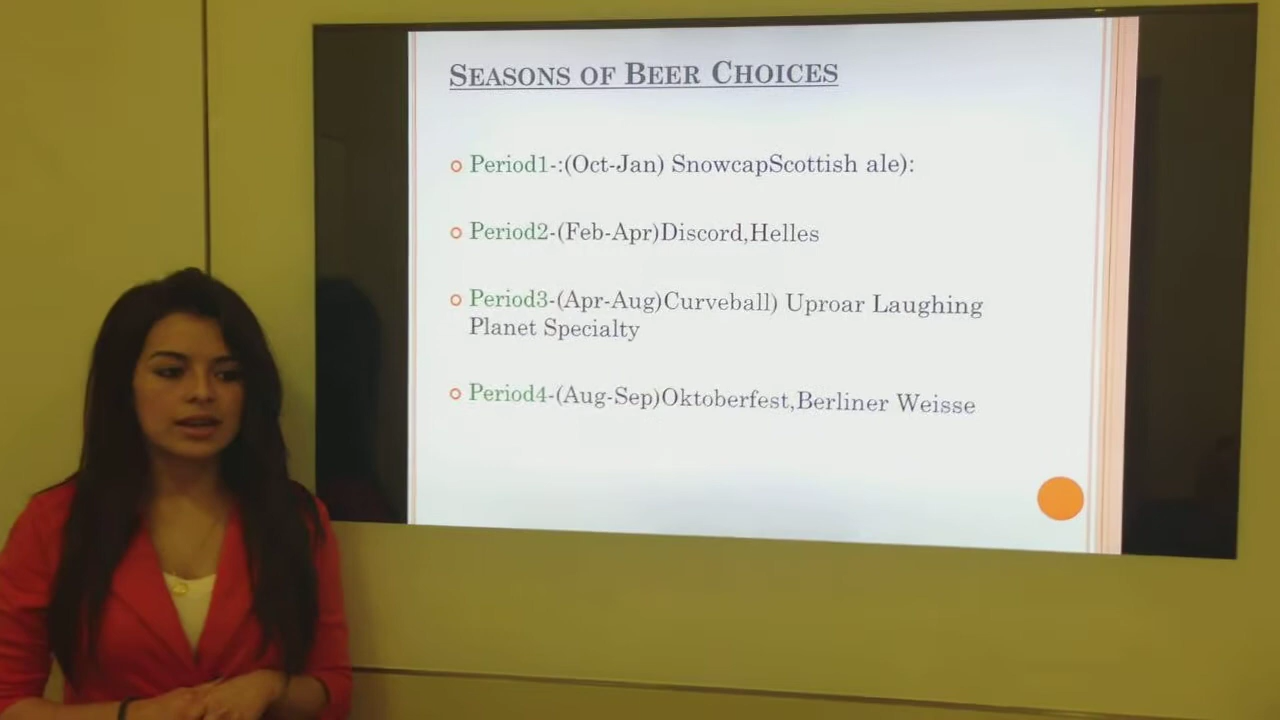 SEASONS OF BEER CHOICES
Period1-:(Oct-Jan) SnowcapScottish ale):
Period2-(Feb-Apr)Discord,Helles
Period3-(Apr-Aug)Curveball) Uproar Laughing
Planet Specialty
Period4-(Aug-Sep)Oktoberfest,Berliner Weisse